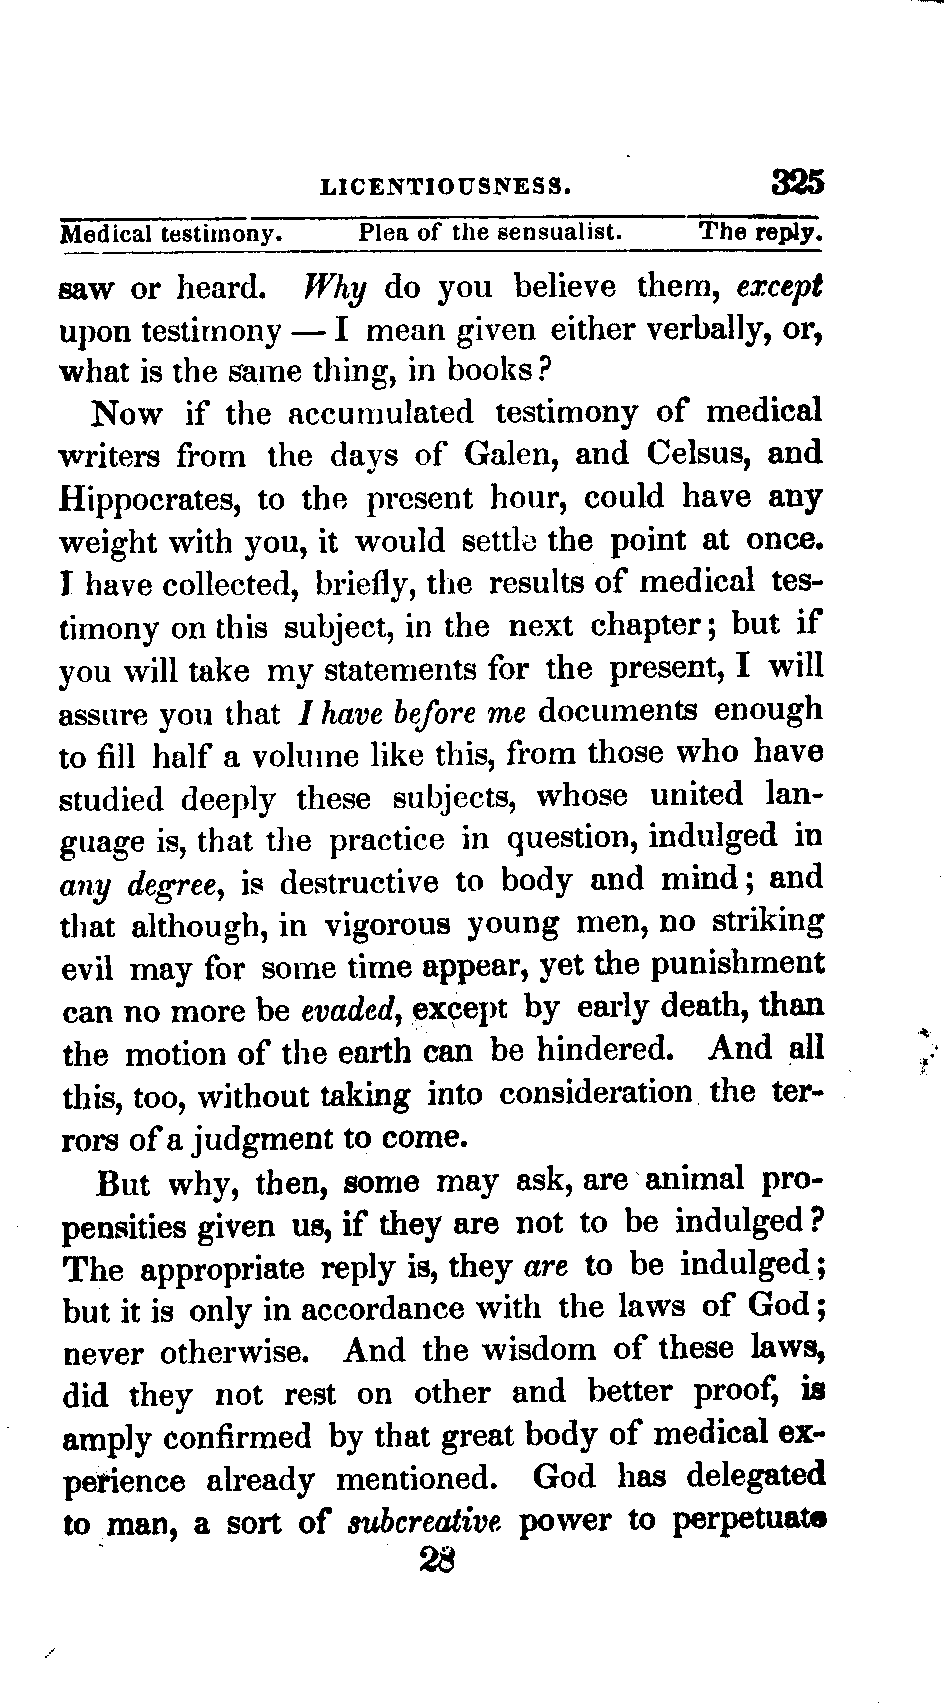 LICENTIOUSNESS. 325
Medical testimony. Plea of the sensualist. The reply.
saw or heard. Why do you believe them, except
upon testimony — I mean given either verbally, or,
what is the same thing, in books?
Now if the accumulated testimony of medical
writers from the days of Galen, and Celsus, and
Hippocrates, to the present hour, could have any
weight with you, it would settle the point at once.
I have collected, briefly, the results of medical tes-
timony on this subject, in the next chapter; but if
you will take my statements for the present, I will
assure you that I have before me documents enough
to fill half a volume like this, from those who have
studied deeply these subjects, whose united lan-
guage is, that the practice in question, indulged in
any degree, is destructive to body and mind; and
that although, in vigorous young men, no striking
evil may for some time appear, yet the punishment
can no more be evaded, except by early death, than
the motion of the earth can be hindered. And all
this, too, without taking into consideration the ter-
rors of a judgment to come.
But why, then, some may ask, are animal pro-
pensities given us, if they are not to be indulged?
The appropriate reply is, they are to be indulged;
but it is only in accordance with the laws of God;
never otherwise. And the wisdom of these laws,
did they not rest on other and better proof, is
amply confirmed by that great body of medical ex-
perience already mentioned. God has delegated
to man, a sort of subcreative power to perpetuate
28